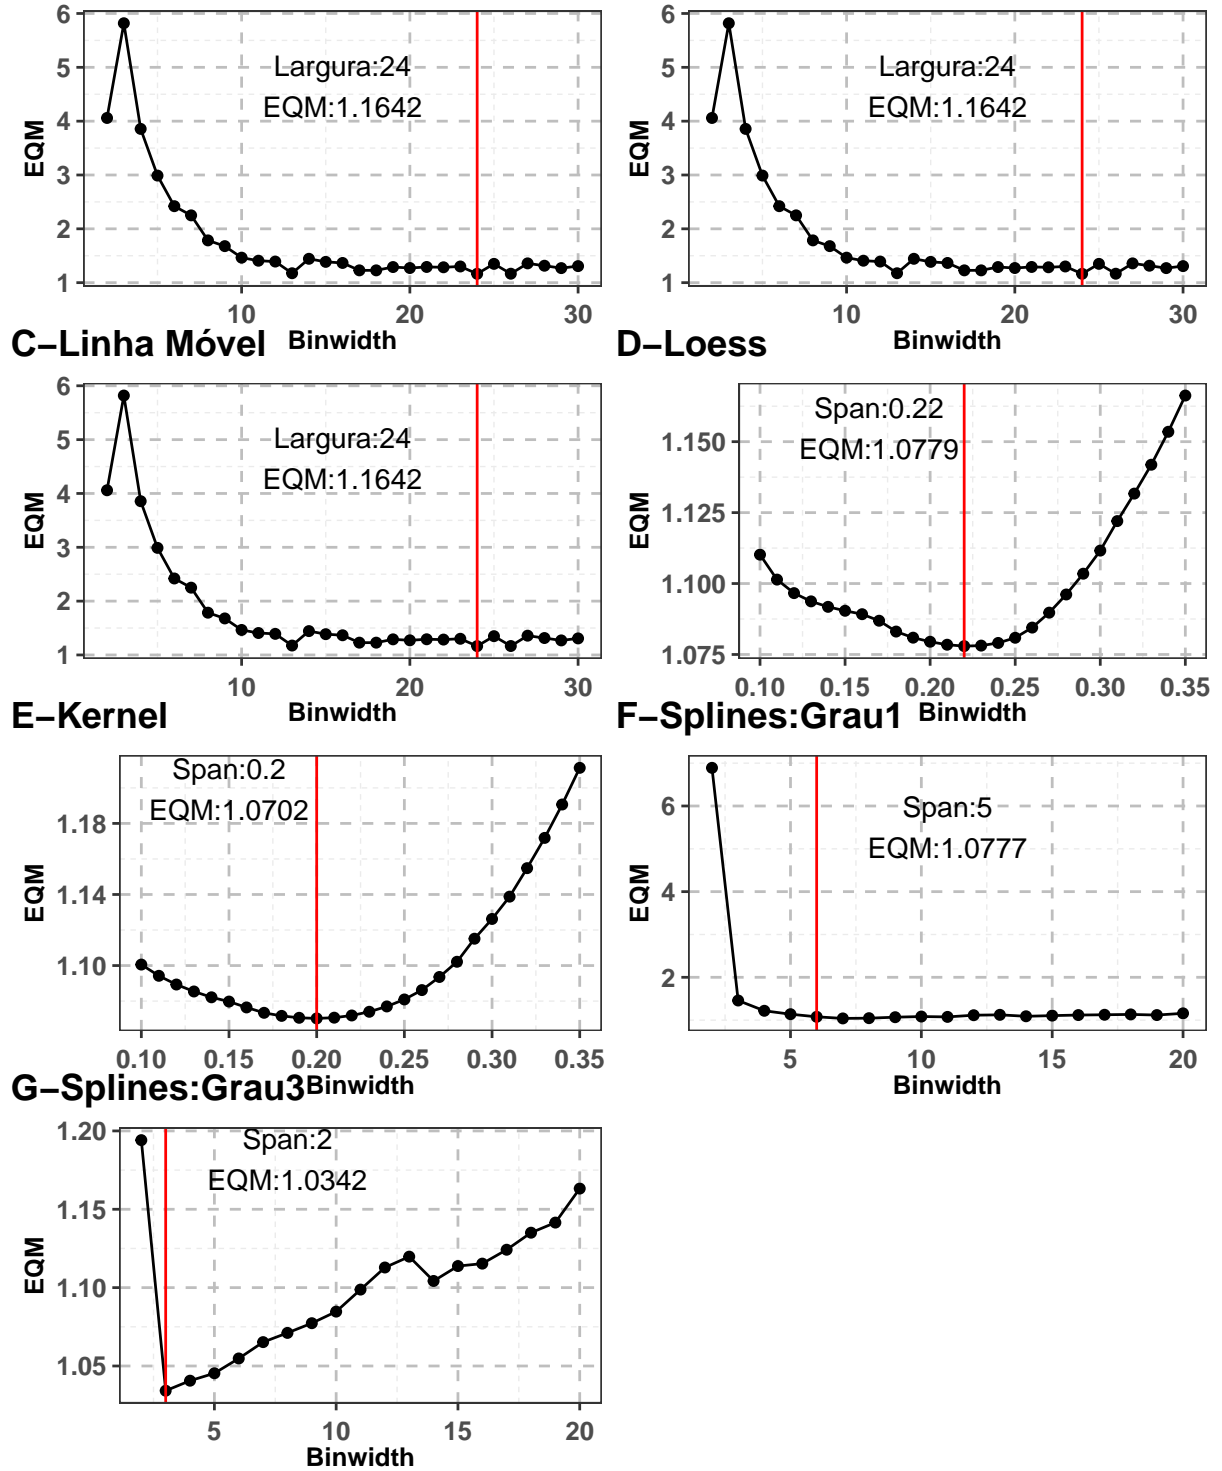 6
5
4
3
2
1
EQM
Largura:24
EQM:1.1642
10
20
30
Binwidth
6
5
4
3
2
1
EQM
Largura:24
EQM:1.1642
10
20
30
Binwidth
C−Linha Móvel
6
5
4
3
2
1
EQM
Largura:24
EQM:1.1642
10
20
30
Binwidth
D−Loess
1.150
1.125
1.100
1.075
EQM
Span:0.22
EQM:1.0779
0.10
0.15
0.20
0.25
0.30
0.35
Binwidth
E−Kernel
1.18
1.14
1.10
EQM
Span:0.2
EQM:1.0702
0.10
0.15
0.20
0.25
0.30
0.35
Binwidth
F−Splines:Grau1
6
4
2
EQM
Span:5
EQM:1.0777
5
10
15
20
Binwidth
G−Splines:Grau3
1.20
1.15
1.10
1.05
EQM
Span:2
EQM:1.0342
5
10
15
20
Binwidth